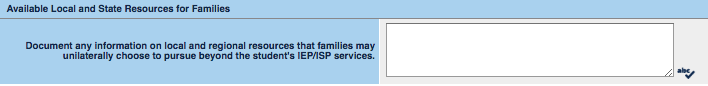 Available Local and State Resources for Families
Document any information on local and regional resources that families may
unilaterally choose to pursue beyond the student's IEP/ISP services.
abc